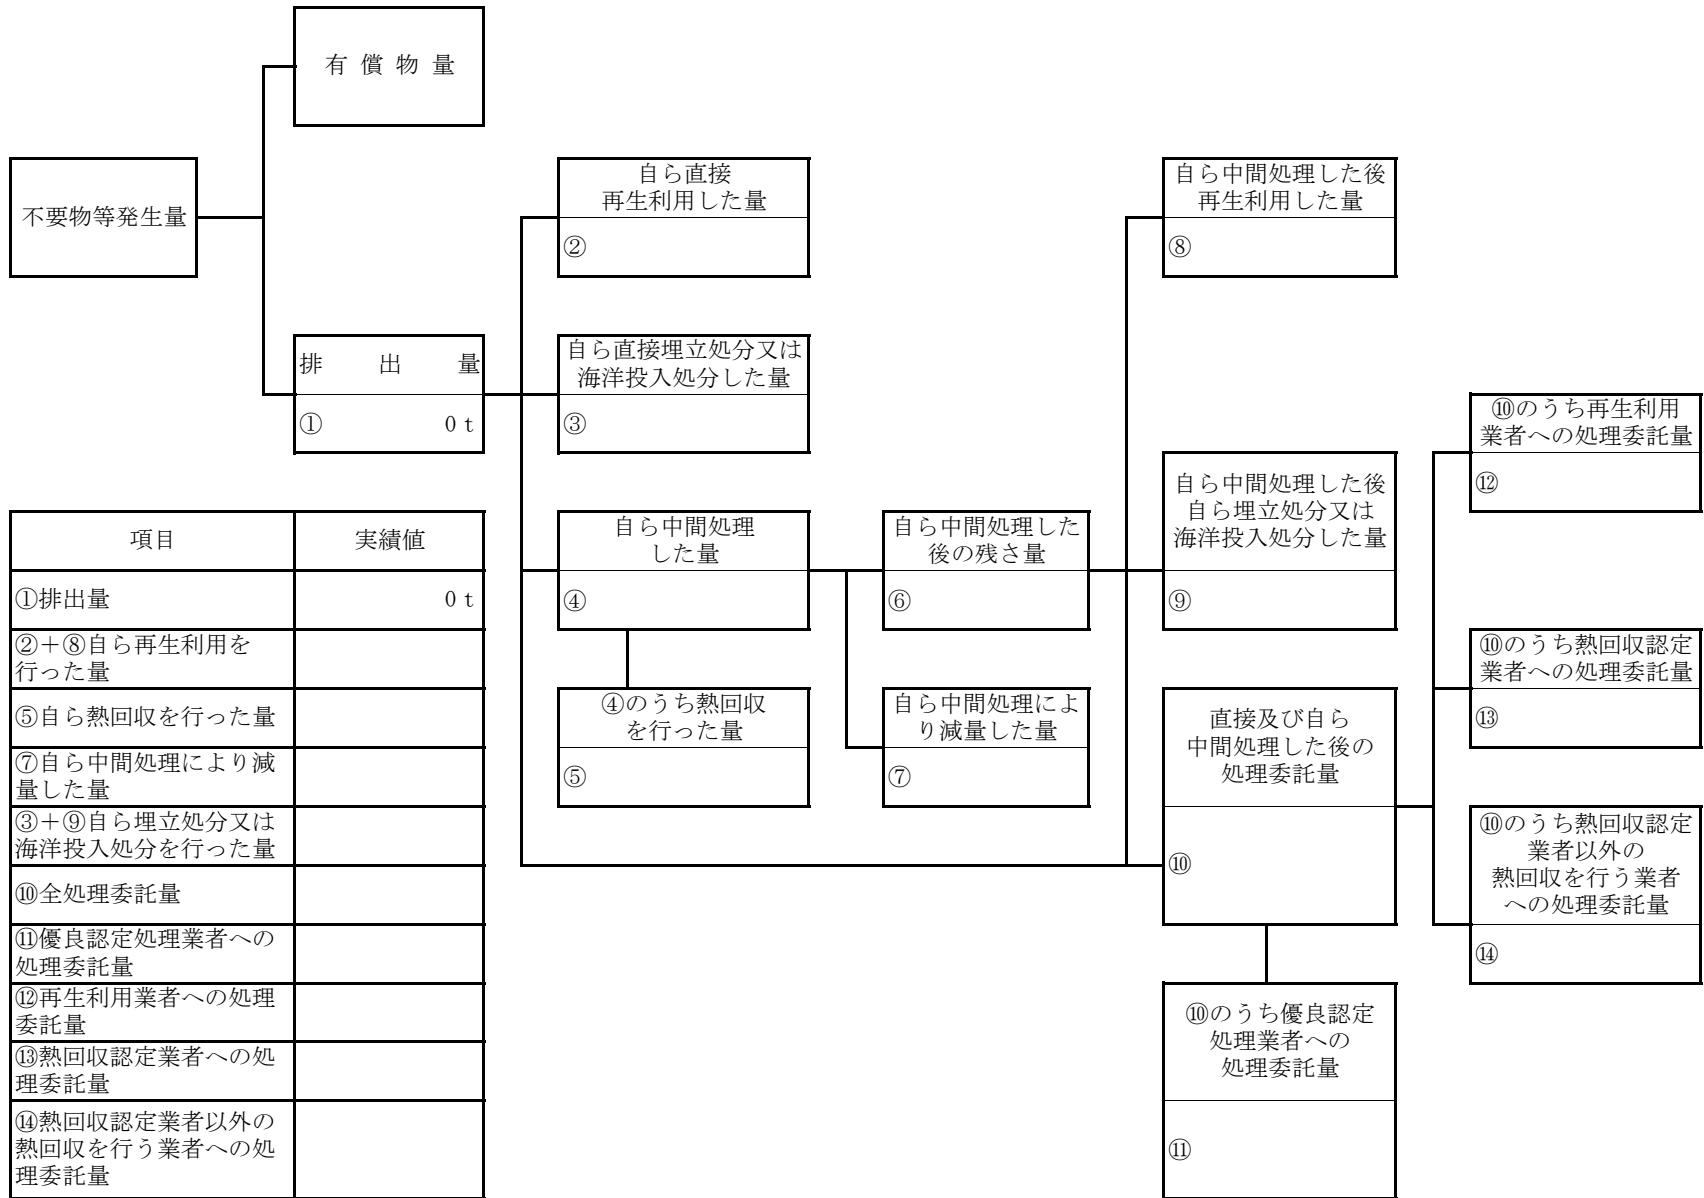 有償物量
不要物等発生量
自ら直接
再生利用した量
②
自ら中間処理した後
再生利用した量
⑧
排出量
① 0 t
自ら直接埋立処分又は
海洋投入処分した量
③
⑩のうち再生利用
業者への処理委託量
⑫
自ら中間処理した後
自ら埋立処分又は
海洋投入処分した量
⑨
自ら中間処理
した量
④
自ら中間処理した
後の残さ量
⑥
⑩のうち熱回収認定
業者への処理委託量
⑬
④のうち熱回収
を行った量
⑤
自ら中間処理によ
り減量した量
⑦
直接及び自ら
中間処理した後の
処理委託量
⑩
⑩のうち熱回収認定
業者以外の
熱回収を行う業者
への処理委託量
⑭
⑩のうち優良認定
処理業者への
処理委託量
⑪
項目 実績値
①排出量 0 t
②＋⑧自ら再生利用を
行った量
⑤自ら熱回収を行った量
⑦自ら中間処理により減
量した量
③＋⑨自ら埋立処分又は
海洋投入処分を行った量
⑩全処理委託量
⑪優良認定処理業者への
処理委託量
⑫再生利用業者への処理
委託量
⑬熱回収認定業者への処
理委託量
⑭熱回収認定業者以外の
熱回収を行う業者への処
理委託量